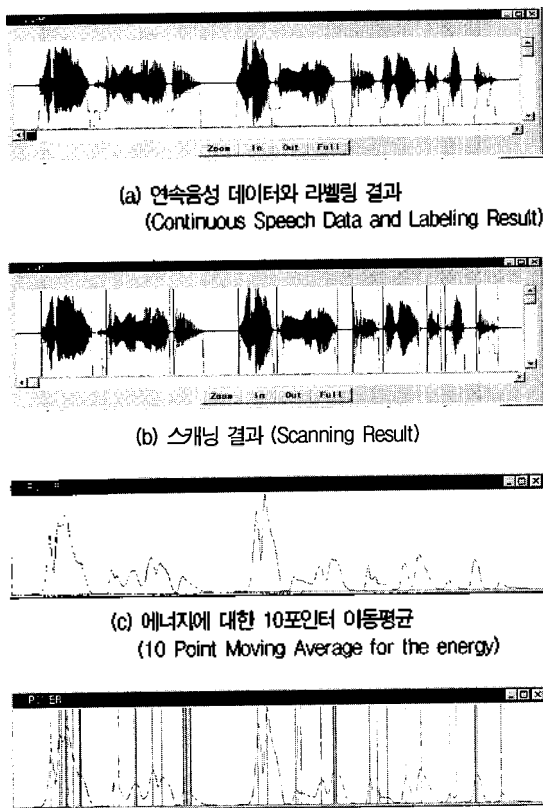 Zoom In Out Full
(a) 연속음성 데이터와 라벨링 결과
(Continuous Speech Data and Labeling Result)
Zoom In Out Full
(b) 스캐닝 결과 (Scanning Result)
(c) 에너지에 대한 10포인터 이동평균
(10 Point Moving Average for the energy)